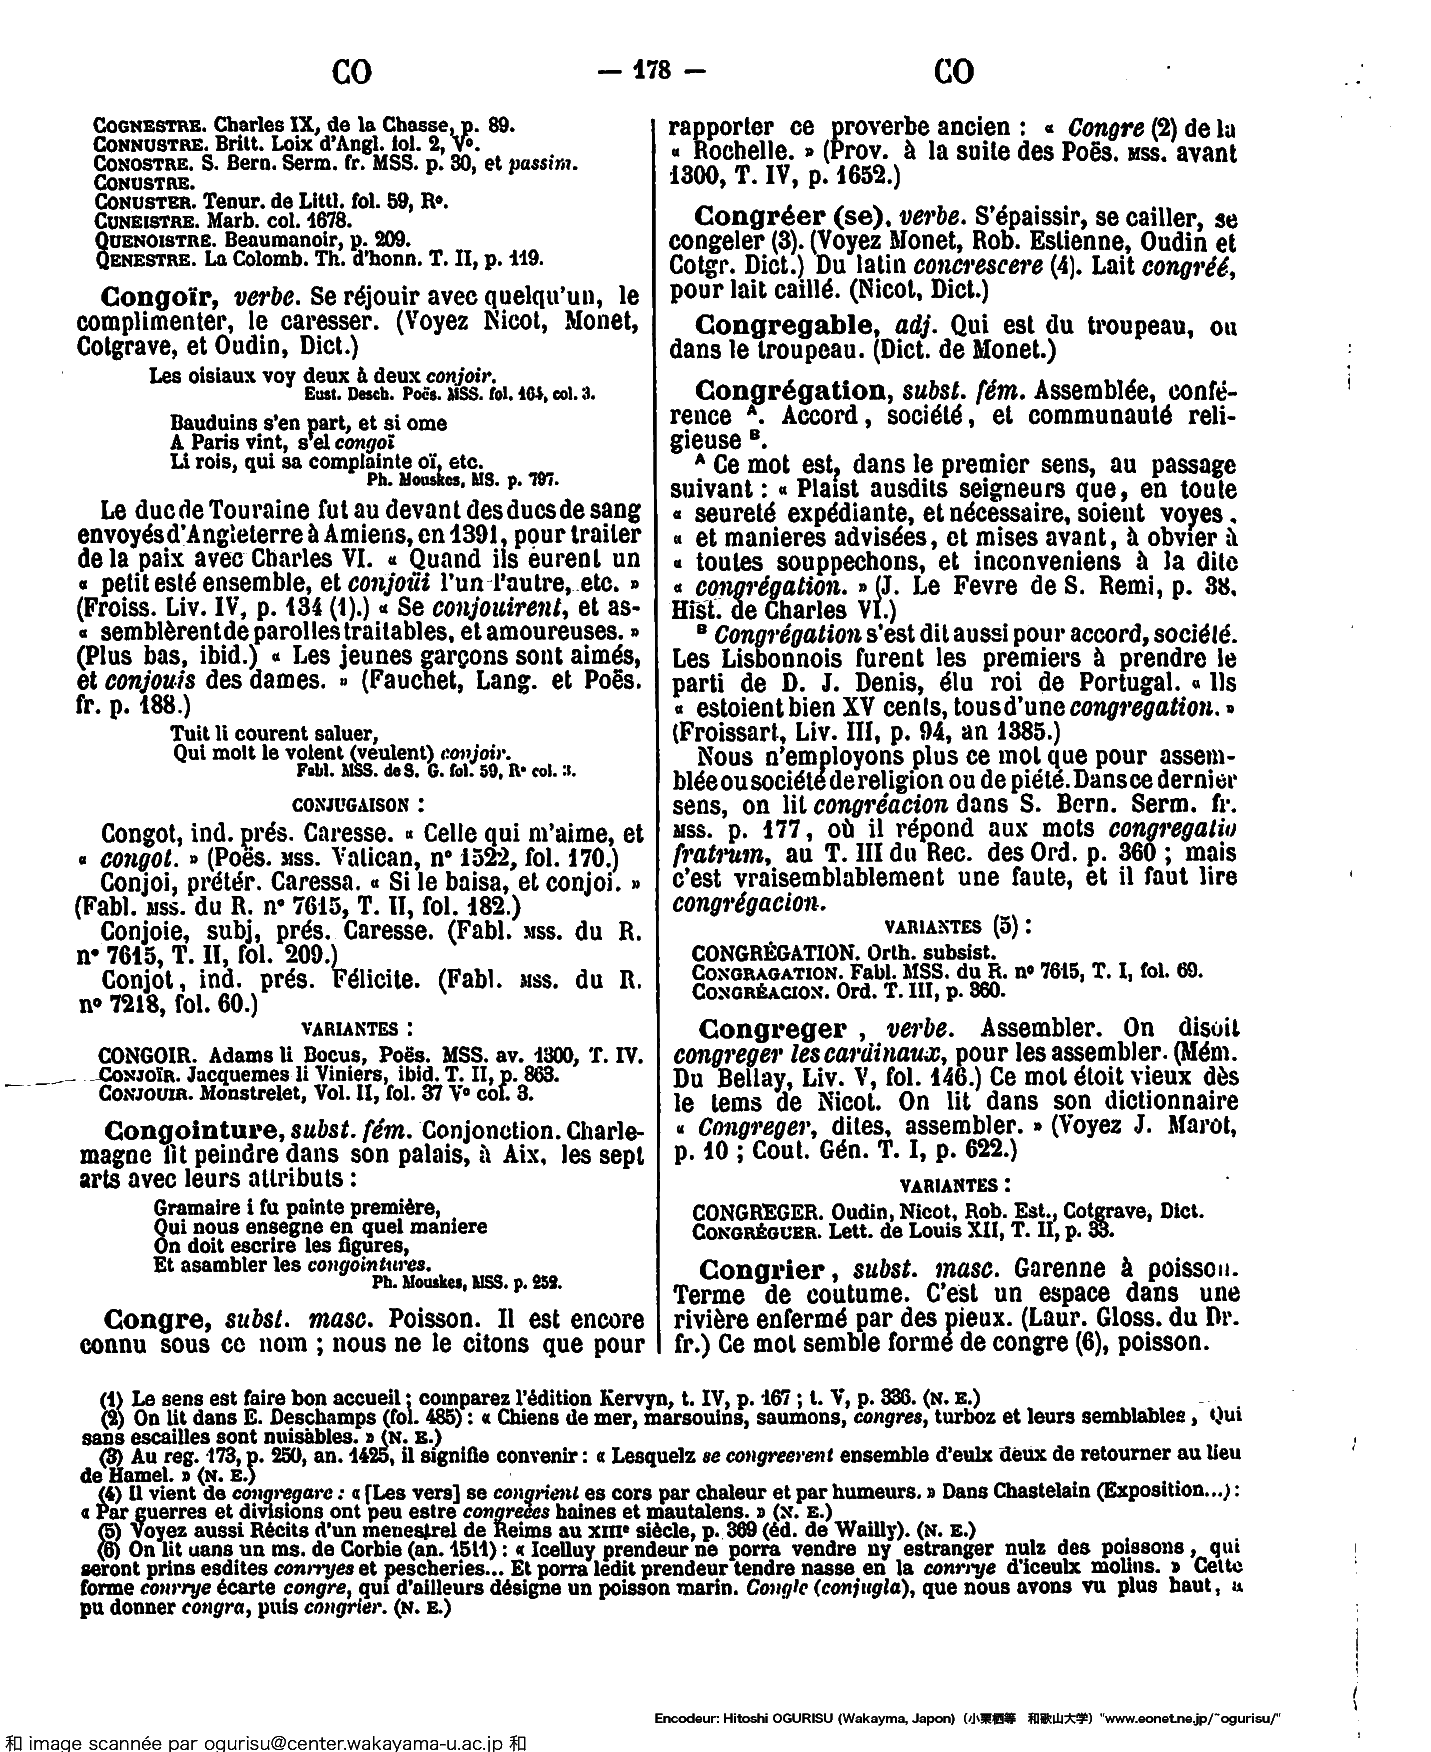 CO — 178 — CO
COGNESTRE. Charles IX, de la Chasse, p. 89.
CONNUSTRE. Britt. Loix d'Angl. fol. 2, Vo.
CONOSTRE. S. Bern. Serm. fr. MSS. p. 30, et passim.
CONUSTRE.
CONUSTER. Tenur. de Littl. fol. 59, Ro.
CUNEISTRE. Marb. col. 1678.
QUENOISTRE. Beaumanoir, p. 209.
QENESTRE. La Colomb. Th. d'honn. T. II, p. 119.
Congoïr, verbe. Se réjouir avec quelqu'un, le
complimenter, le caresser. (Voyez Nicot, Monet,
Cotgrave, et Oudin, Dict.)
Les oisiaux voy deux à deux conjoir.
Eust. Desch. Poës. MSS. fol. 164, col. 3.
Bauduins s'en part, et si ome
A Paris vint, s'el congoï
Li rois, qui sa complainte oï, etc.
Ph. Mouskes, MS. p. 797.
Le duc de Touraine fut au devant des ducs de sang
envoyés d'Angleterre à Amiens, en 1391, pour traiter
de la paix avec Charles VI. « Quand ils eurent un
« petit esté ensemble, et conjoüi l'un l'autre, etc. »
(Froiss. Liv. IV, p. 134 (1).) « Se conjouirent, et as-
« semblèrent de parolles traitables, et amoureuses. »
(Plus bas, ibid.) « Les jeunes garçons sont aimés,
et conjouis des dames. » (Fauchet, Lang. et Poës.
fr. p. 188.)
Tuit li courent saluer,
Qui molt le volent (veulent) conjoir.
Fabl. MSS. de S. G. fol. 59, Ro col. 3.
CONJUGAISON :
Congot, ind. prés. Caresse. « Celle qui m'aime, et
« congot. » (Poës. MSS. Vatican, no 1522, fol. 170.)
Conjoi, prétér. Caressa. « Si le baisa, et conjoi. »
(Fabl. MSS. du R. no 7615, T. II, fol. 182.)
Conjoie, subj, prés. Caresse. (Fabl. MSS. du R.
no 7615, T. II, fol. 209.)
Conjot, ind. prés. Félicite. (Fabl. MSS. du R.
no 7218, fol. 60.)
VARIANTES :
CONGOIR. Adams li Bocus, Poës. MSS. av. 1300, T. IV.
CONJOÏR. Jacquemes li Viniers, ibid. T. II, p. 863.
CONJOUIR. Monstrelet, Vol. II, fol. 37 Vo col. 3.
Congointure, subst. fém. Conjonction. Charle-
magne fit peindre dans son palais, à Aix, les sept
arts avec leurs attributs :
Gramaire i fu pointe première,
Qui nous ensegne en quel maniere
On doit escrire les figures,
Et asambler les congointures.
Ph. Mouskes, MSS. p. 252.
Congre, subst. masc. Poisson. Il est encore
connu sous ce nom ; nous ne le citons que pour
rapporter ce proverbe ancien : « Congre (2) de la
« Rochelle. » (Prov. à la suite des Poës. MSS. avant
1300, T. IV, p. 1652.)
Congréer (se), verbe. S'épaissir, se cailler, se
congeler (3). (Voyez Monet, Rob. Estienne, Oudin et
Cotgr. Dict.) Du latin concrescere (4). Lait congréé,
pour lait caillé. (Nicot, Dict.)
Congregable, adj. Qui est du troupeau, ou
dans le troupeau. (Dict. de Monet.)
Congrégation, subst. fém. Assemblée, confé-
rence A. Accord, société, et communauté reli-
gieuse B.
A Ce mot est, dans le premier sens, au passage
suivant : « Plaist ausdits seigneurs que, en toute
« seureté expédiante, et nécessaire, soient voyes,
« et manieres advisées, et mises avant, à obvier à
« toutes souppechons, et inconveniens à la dite
« congrégation. » (J. Le Fevre de S. Remi, p. 38,
Hist. de Charles VI.)
B Congrégation s'est dit aussi pour accord, société.
Les Lisbonnois furent les premiers à prendre le
parti de D. J. Denis, élu roi de Portugal. « Ils
« estoient bien XV cents, tous d'une congregation. »
(Froissart, Liv. III, p. 94, an 1385.)
Nous n'employons plus ce mot que pour assem-
blée ou société de religion ou de piété. Dans ce dernier
sens, on lit congréacion dans S. Bern. Serm. fr.
MSS. p. 177, où il répond aux mots congregatio
fratrum, au T. III du Rec. des Ord. p. 360 ; mais
c'est vraisemblablement une faute, et il faut lire
congrégacion.
VARIANTES (5) :
CONGRÉGATION. Orth. subsist.
CONGRAGATION. Fabl. MSS. du R. no 7615, T. I, fol. 69.
CONGRÉACION. Ord. T. III, p. 360.
Congreger, verbe. Assembler. On disoit
congreger les cardinaux, pour les assembler. (Mém.
Du Bellay, Liv. V, fol. 146.) Ce mot étoit vieux dès
le tems de Nicot. On lit dans son dictionnaire
« Congreger, dites, assembler. » (Voyez J. Marot,
p. 10 ; Cout. Gén. T. I, p. 622.)
VARIANTES :
CONGREGER. Oudin, Nicot, Rob. Est., Cotgrave, Dict.
CONGRÉGUER. Lett. de Louis XII, T. II, p. 33.
Congrier, subst. masc. Garenne à poisson.
Terme de coutume. C'est un espace dans une
rivière enfermé par des pieux. (Laur. Gloss. du Dr.
fr.) Ce mot semble formé de congre (6), poisson.
(1) Le sens est faire bon accueil ; comparez l'édition Kervyn, t. IV, p. 167 ; t. V, p. 336. (N. E.)
(2) On lit dans E. Deschamps (fol. 485) : « Chiens de mer, marsouins, saumons, congres, turboz et leurs semblables, Qui
sans escailles sont nuisables. » (N. E.)
(3) Au reg. 173, p. 250, an. 1425, il signifie convenir : « Lesquelz se congreerent ensemble d'eulx deux de retourner au lieu
de Hamel. » (N. E.)
(4) Il vient de congregare : « [Les vers] se congrient es cors par chaleur et par humeurs. » Dans Chastelain (Exposition...) :
« Par guerres et divisions ont peu estre congreées haines et mautalens. » (N. E.)
(5) Voyez aussi Récits d'un menestrel de Reims au XIIIe siècle, p. 369 (éd. de Wailly). (N. E.)
(6) On lit dans un ms. de Corbie (an. 1511) : « Icelluy prendeur ne porra vendre ny estranger nulz des poissons, qui
seront prins esdites conrryes et pescheries... Et porra ledit prendeur tendre nasse en la conrrye d'iceulx molins. » Cette
forme conrrye écarte congre, qui d'ailleurs désigne un poisson marin. Congle (conjugla), que nous avons vu plus haut, a
pu donner congra, puis congrier. (N. E.)
Encodeur: Hitoshi OGURISU (Wakayma, Japon) (小栗栖等 和歌山大学) "www.eonet.ne.jp/~ogurisu/"
和 image scannée par ogurisu@center.wakayama-u.ac.jp 和